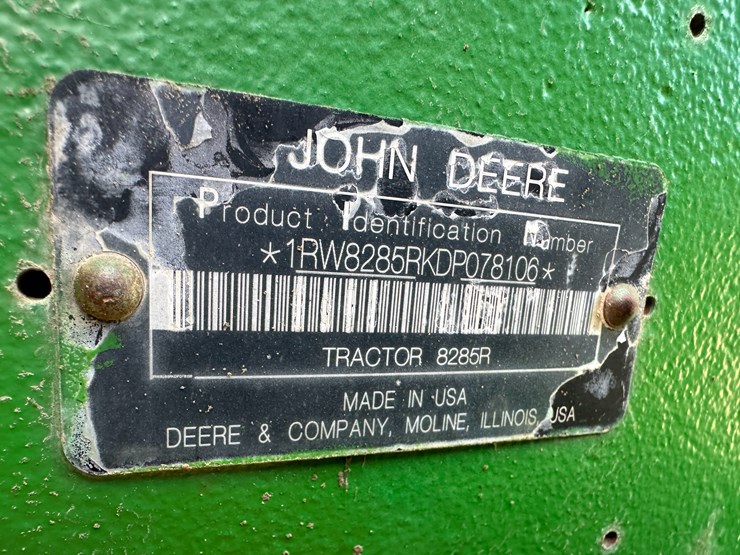 JOHN DEERE
Product Identification Number
*1RW8285RKDP078106*
TRACTOR 8285R
MADE IN USA
DEERE & COMPANY, MOLINE, ILLINOIS USA